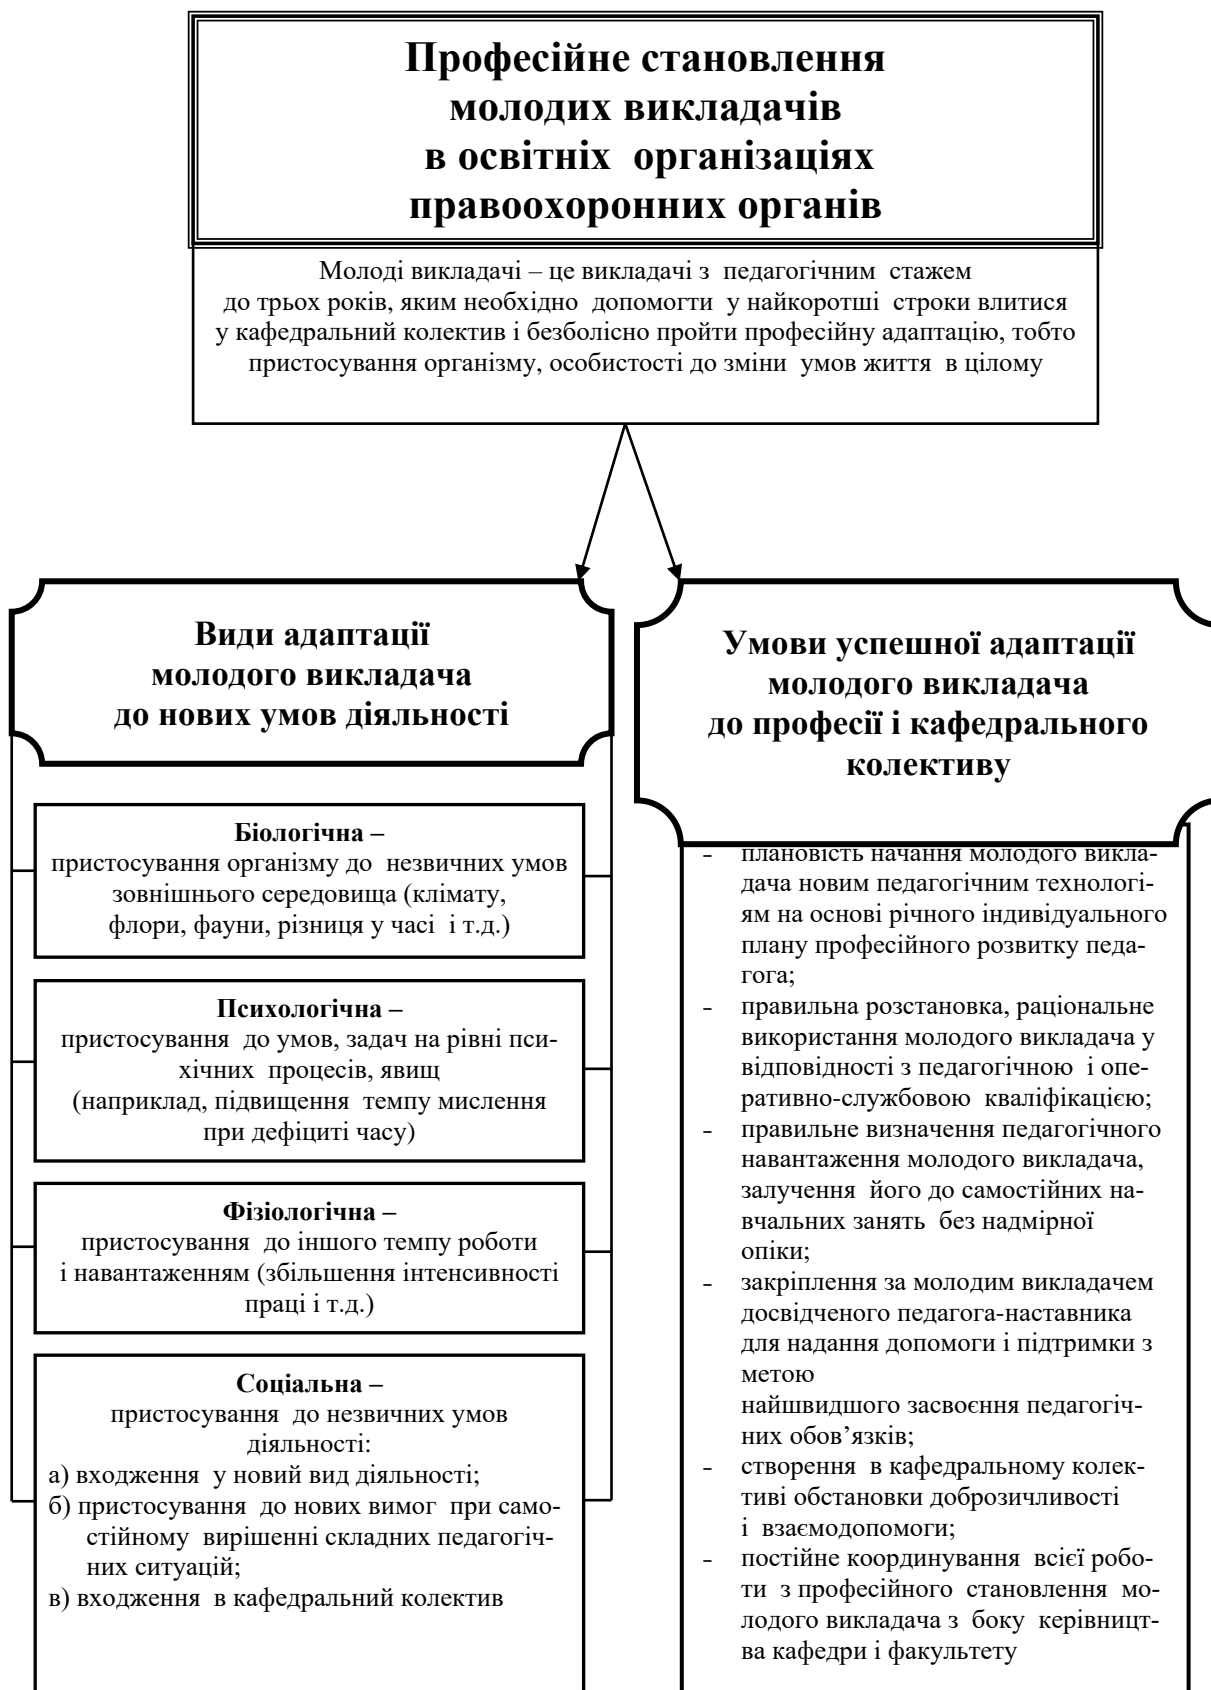 Професійне становлення
молодих викладачів
в освітніх організаціях
правоохоронних органів
Молоді викладачі – це викладачі з педагогічним стажем
до трьох років, яким необхідно допомогти у найкоротші строки влитися
у кафедральний колектив і безболісно пройти професійну адаптацію, тобто
пристосування організму, особистості до зміни умов життя в цілому
Види адаптації
молодого викладача
до нових умов діяльності
Біологічна –
пристосування організму до незвичних умов
зовнішнього середовища (клімату,
флори, фауни, різниця у часі і т.д.)
Психологічна –
пристосування до умов, задач на рівні пси-
хічних процесів, явищ
(наприклад, підвищення темпу мислення
при дефіциті часу)
Фізіологічна –
пристосування до іншого темпу роботи
і навантаженням (збільшення інтенсивності
праці і т.д.)
Соціальна –
пристосування до незвичних умов
діяльності:
а) входження у новий вид діяльності;
б) пристосування до нових вимог при само-
стійному вирішенні складних педагогіч-
них ситуацій;
в) входження в кафедральний колектив
Умови успешної адаптації
молодого викладача
до професії і кафедрального
колективу
- плановість начання молодого викла-
дача новим педагогічним технологі-
ям на основі річного індивідуального
плану професійного розвитку педа-
гога;
- правильна розстановка, раціональне
використання молодого викладача у
відповідності з педагогічною і опе-
ративно-службовою кваліфікацією;
- правильне визначення педагогічного
навантаження молодого викладача,
залучення його до самостійних на-
вчальних занять без надмірної
опіки;
- закріплення за молодим викладачем
досвідченого педагога-наставника
для надання допомоги і підтримки з
метою
найшвидшого засвоєння педагогіч-
них обов’язків;
- створення в кафедральному колек-
тиві обстановки доброзичливості
і взаємодопомоги;
- постійне координування всієї робо-
ти з професійного становлення мо-
лодого викладача з боку керівницт-
ва кафедри і факультету